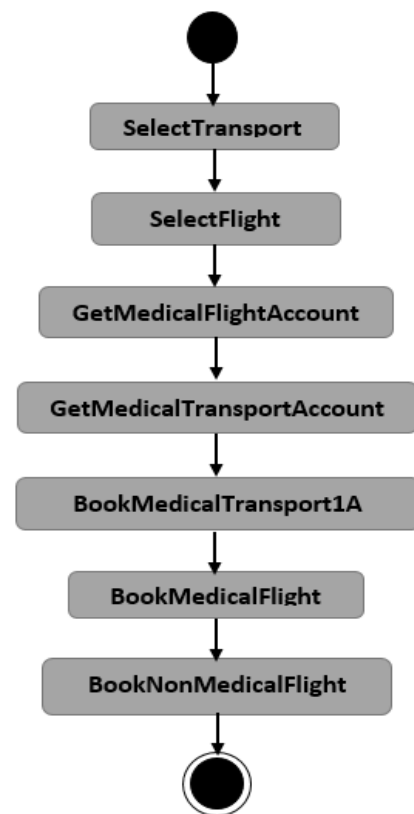 SelectTransport
SelectFlight
GetMedicalFlightAccount
GetMedicalTransportAccount
BookMedicalTransport1A
BookMedicalFlight
BookNonMedicalFlight